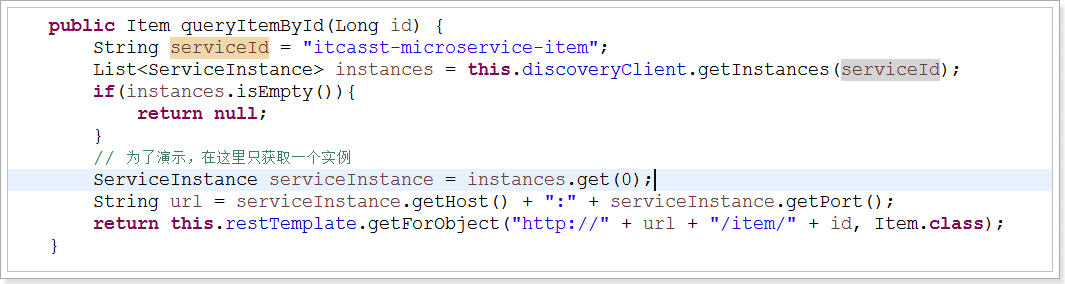 public Item queryItemById(Long id) {
String serviceId = "itcasst-microservice-item";
List<ServiceInstance> instances = this.discoveryClient.getInstances(serviceId);
if(instances.isEmpty()){
return null;
}
// 为了演示，在这里只获取一个实例
ServiceInstance serviceInstance = instances.get(0);
String url = serviceInstance.getHost() + ":" + serviceInstance.getPort();
return this.restTemplate.getForObject("http://" + url + "/item/" + id, Item.class);
}